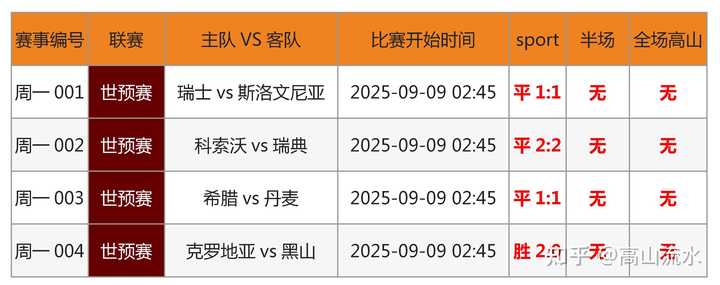 赛事编号 联赛 主队 VS 客队 比赛开始时间 sport 半场 全场高山
周一 001 世预赛 瑞士 vs 斯洛文尼亚 2025-09-09 02:45 平 1:1 无 无
周一 002 世预赛 科索沃 vs 瑞典 2025-09-09 02:45 平 2:2 无 无
周一 003 世预赛 希腊 vs 丹麦 2025-09-09 02:45 平 1:1 无 无
周一 004 世预赛 克罗地亚 vs 黑山 2025-09-09 02:45 胜 2:0 无 无
知乎 @高山流水